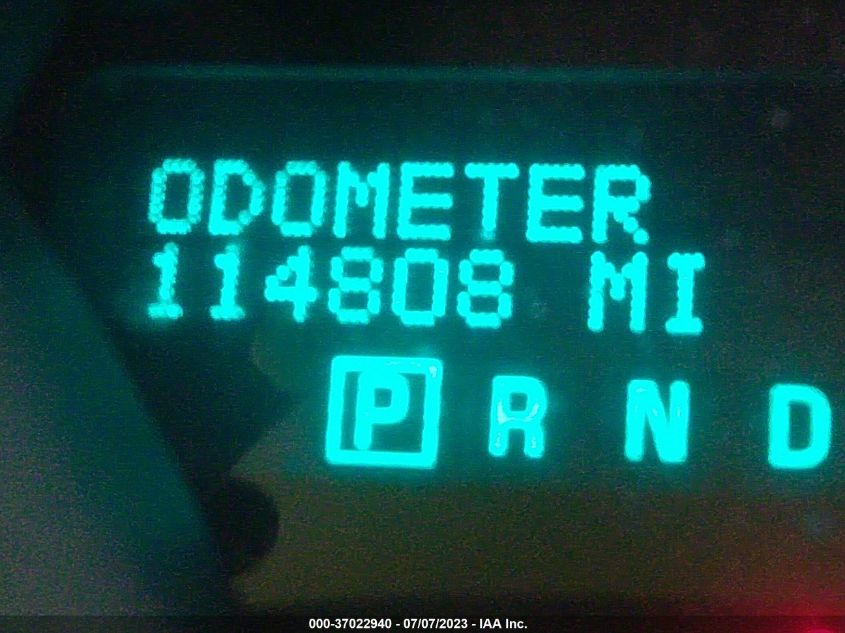 ODOMETER
114808 MI
P R N D
000-37022940 - 07/07/2023 - IAA Inc.